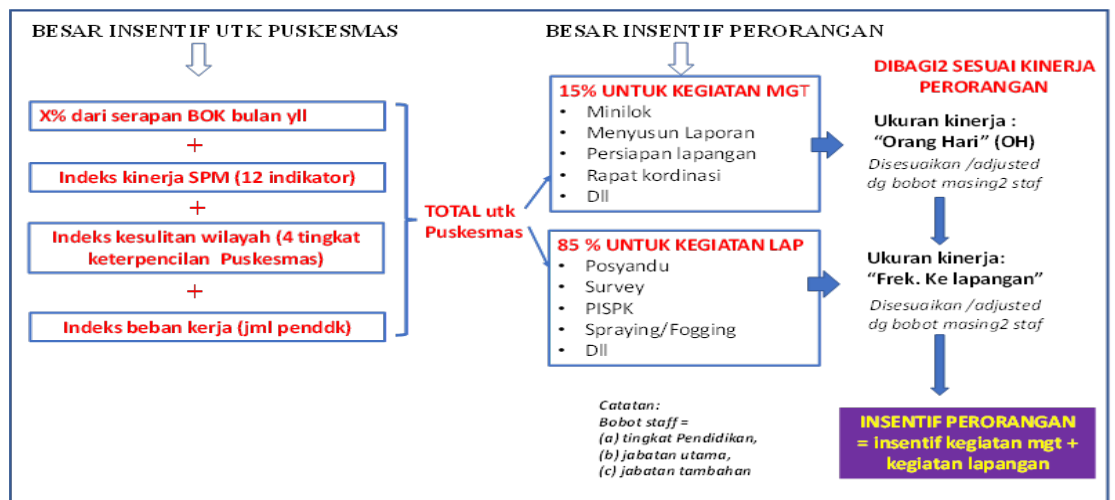 BESAR INSENTIF UTK PUSKESMAS
X% dari serapan BOK bulan yll
+
Indeks kinerja SPM (12 indikator)
+
Indeks kesulitan wilayah (4 tingkat
keterpencilan Puskesmas)
+
Indeks beban kerja (jml penddk)
TOTAL utk
Puskesmas
BESAR INSENTIF PERORANGAN
15% UNTUK KEGIATAN MGT
• Minilok
• Menyusun Laporan
• Persiapan lapangan
• Rapat kordinasi
• Dll
85 % UNTUK KEGIATAN LAP
• Posyandu
• Survey
• PISPK
• Spraying/Fogging
• Dll
Catatan:
Bobot staff =
(a) tingkat Pendidikan,
(b) jabatan utama,
(c) jabatan tambahan
DIBAGI2 SESUAI KINERJA
PERORANGAN
Ukuran kinerja :
“Orang Hari” (OH)
Disesuaikan /adjusted
dg bobot masing2 staf
Ukuran kinerja:
“Frek. Ke lapangan”
Disesuaikan /adjusted
dg bobot masing2 staf
INSENTIF PERORANGAN
= insentif kegiatan mgt +
kegiatan lapangan